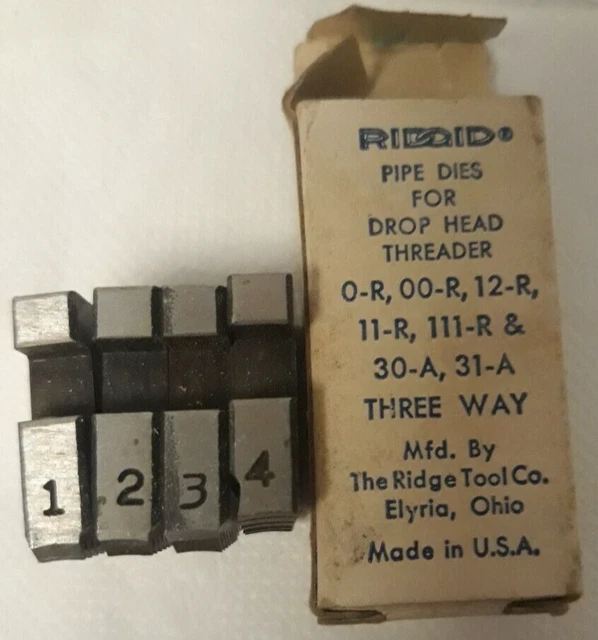 RIDGID®
PIPE DIES
FOR
DROP HEAD
THREADER
0-R, 00-R, 12-R,
11-R, 111-R &
30-A, 31-A
THREE WAY
Mfd. By
The Ridge Tool Co.
Elyria, Ohio
Made in U.S.A.
1 2 3 4